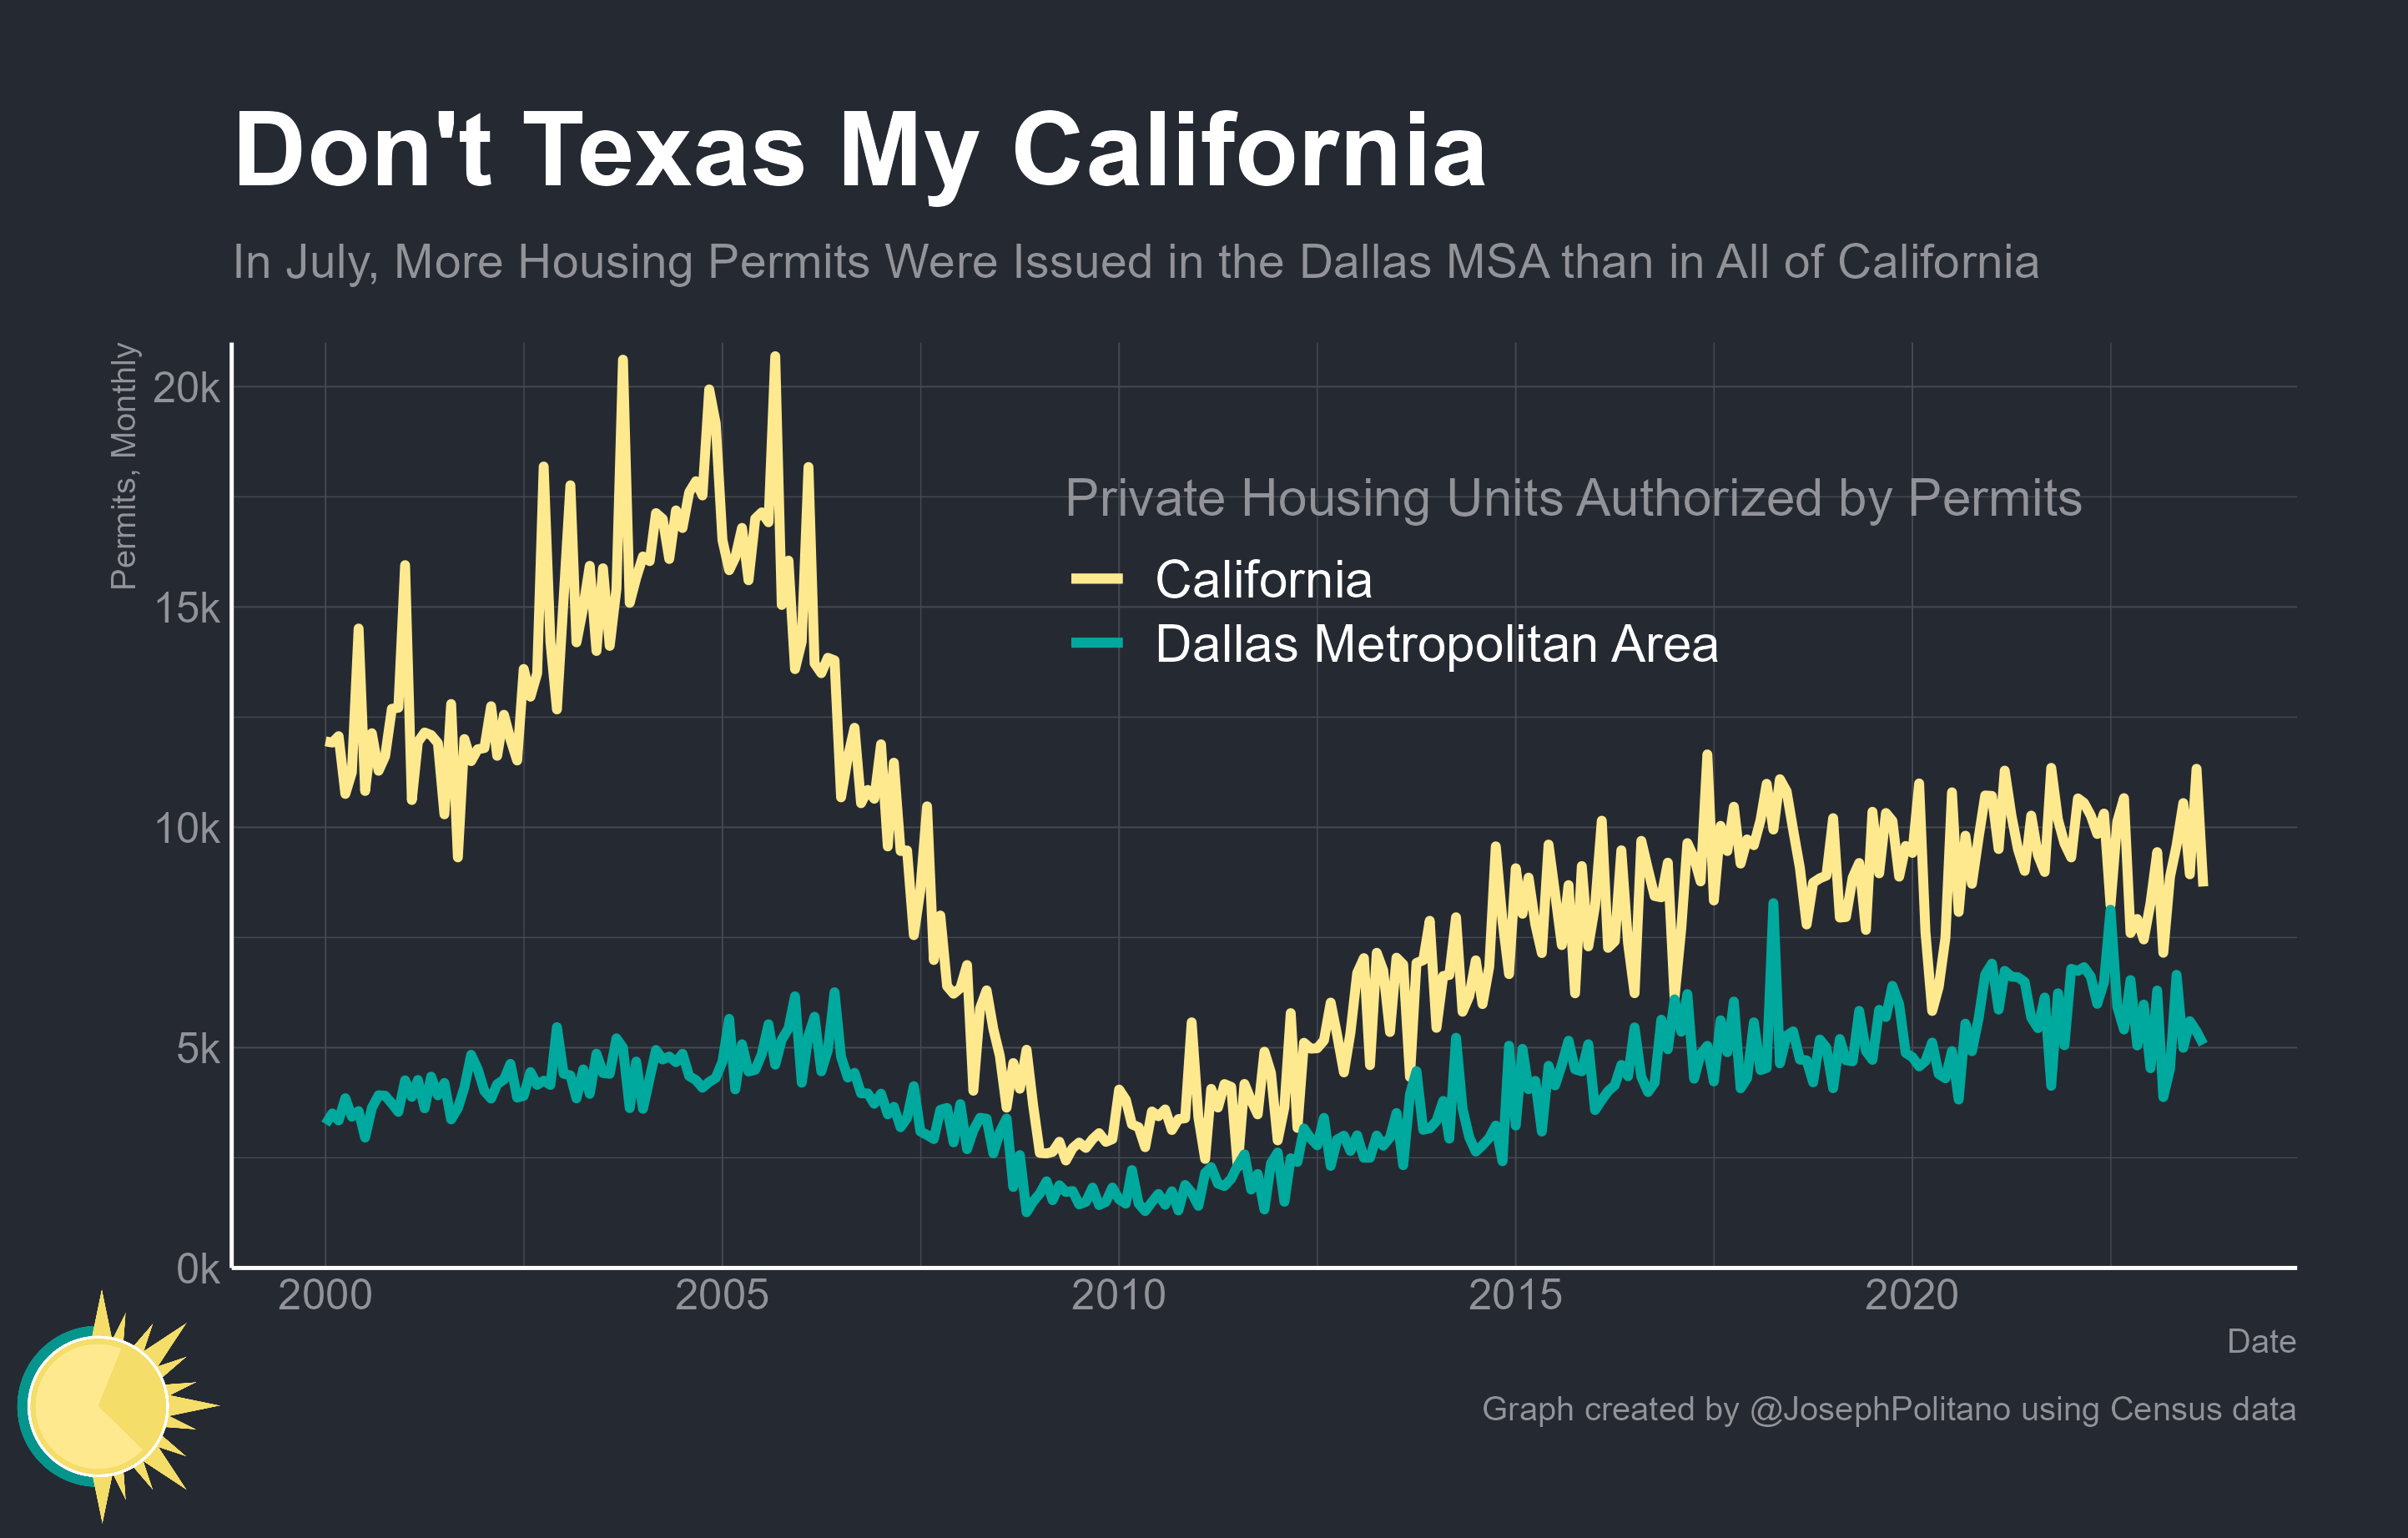 Don't Texas My California
In July, More Housing Permits Were Issued in the Dallas MSA than in All of California
Permits, Monthly
20k
15k
10k
5k
0k
Private Housing Units Authorized by Permits
California
Dallas Metropolitan Area
2000 2005 2010 2015 2020
Date
Graph created by @JosephPolitano using Census data